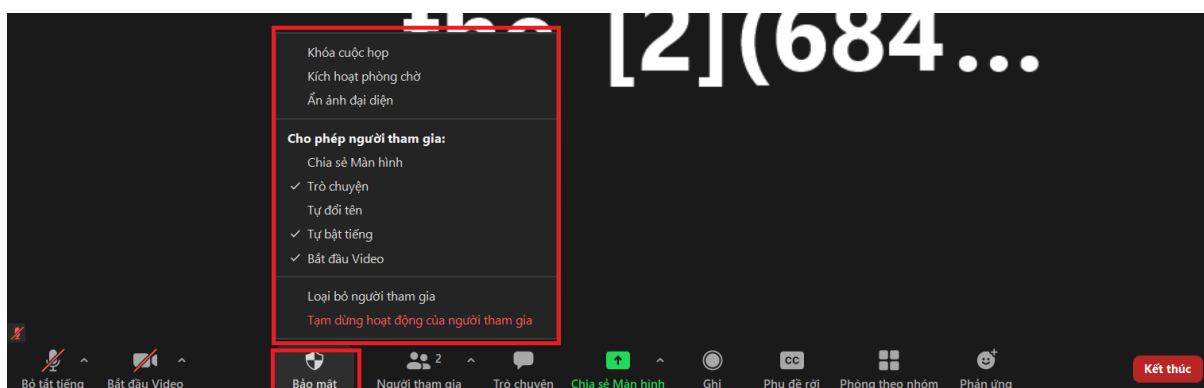 the [2](684...
Khóa cuộc họp
Kích hoạt phòng chờ
Ẩn ảnh đại diện
Cho phép người tham gia:
Chia sẻ Màn hình
Trò chuyện
Tự đổi tên
Tự bật tiếng
Bắt đầu Video
Loại bỏ người tham gia
Tạm dừng hoạt động của người tham gia
2
CC
Bỏ tắt tiếng Bắt đầu Video Bảo mật Người tham gia Trò chuyện Chia sẻ Màn hình Ghi Phụ đề rời Phòng theo nhóm Phản ứng Kết thúc